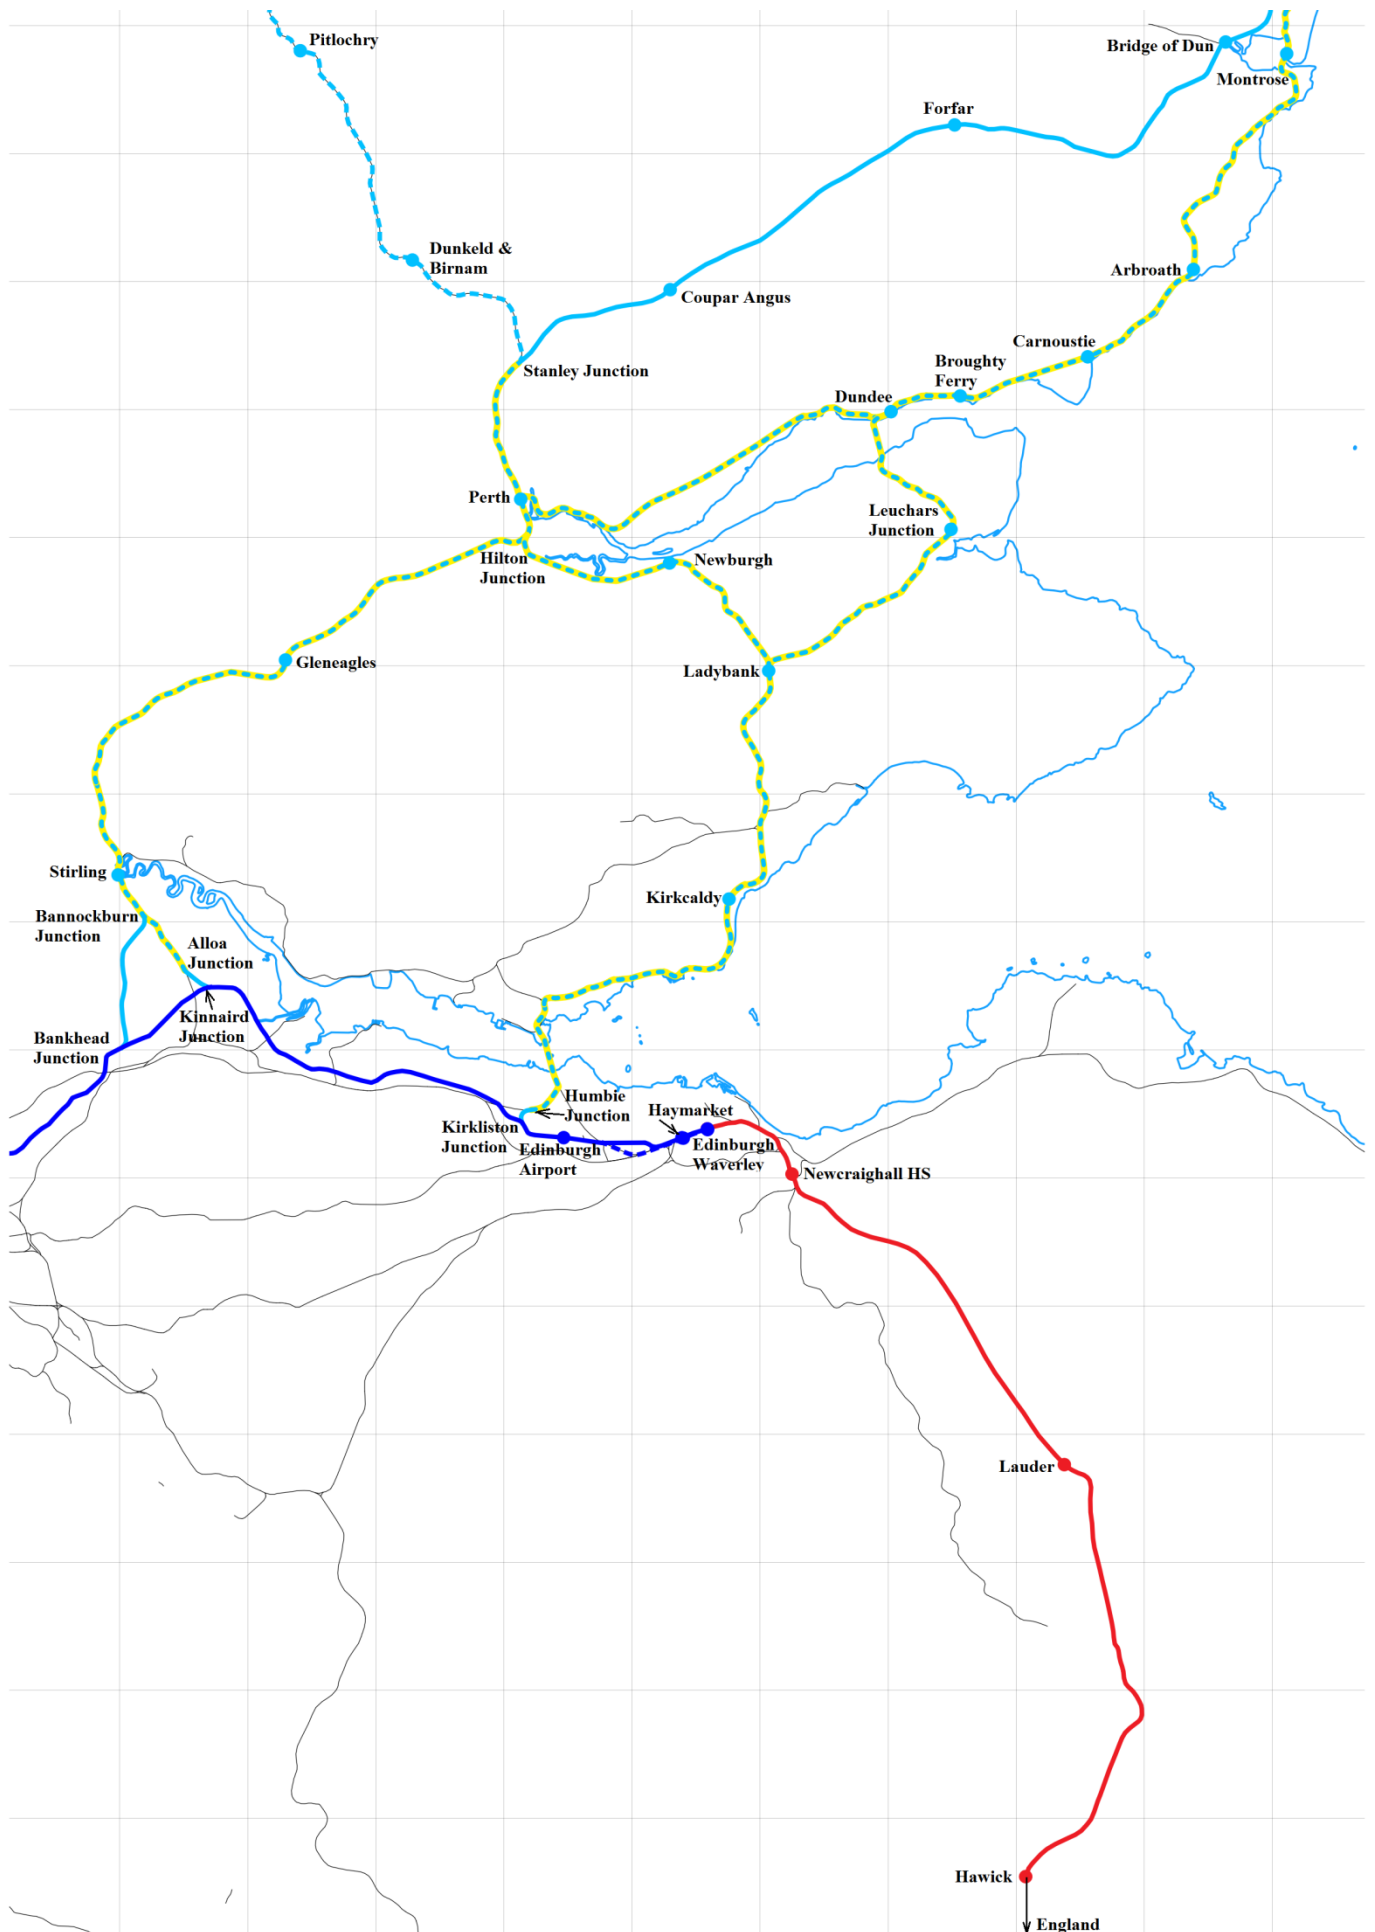 Pitlochry
Bridge of Dun
Montrose
Forfar
Dunkeld &
Birnam
Arbroath
Coupar Angus
Carnoustie
Broughty
Ferry
Stanley Junction
Dundee
Perth
Leuchars
Junction
Hilton
Junction
Newburgh
Gleneagles
Ladybank
Stirling
Kirkcaldy
Bannockburn
Junction
Alloa
Junction
Kinnaird
Junction
Bankhead
Junction
Humbie
Junction
Haymarket
Kirkliston
Junction
Edinburgh
Airport
Edinburgh
Waverley
Newcraighall HS
Lauder
Hawick
England